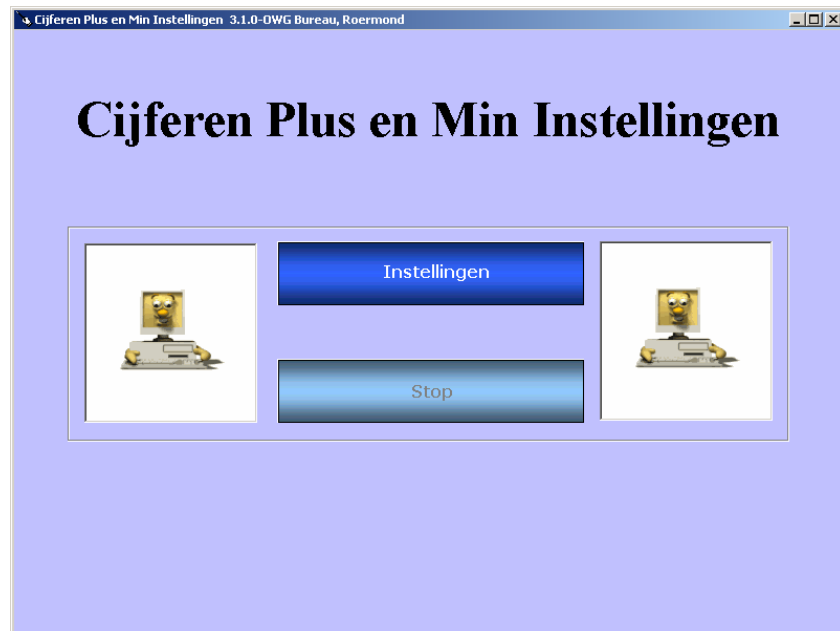 Cijferen Plus en Min Instellingen 3.1.0-OWG Bureau, Roermond
Cijferen Plus en Min Instellingen
Instellingen
Stop